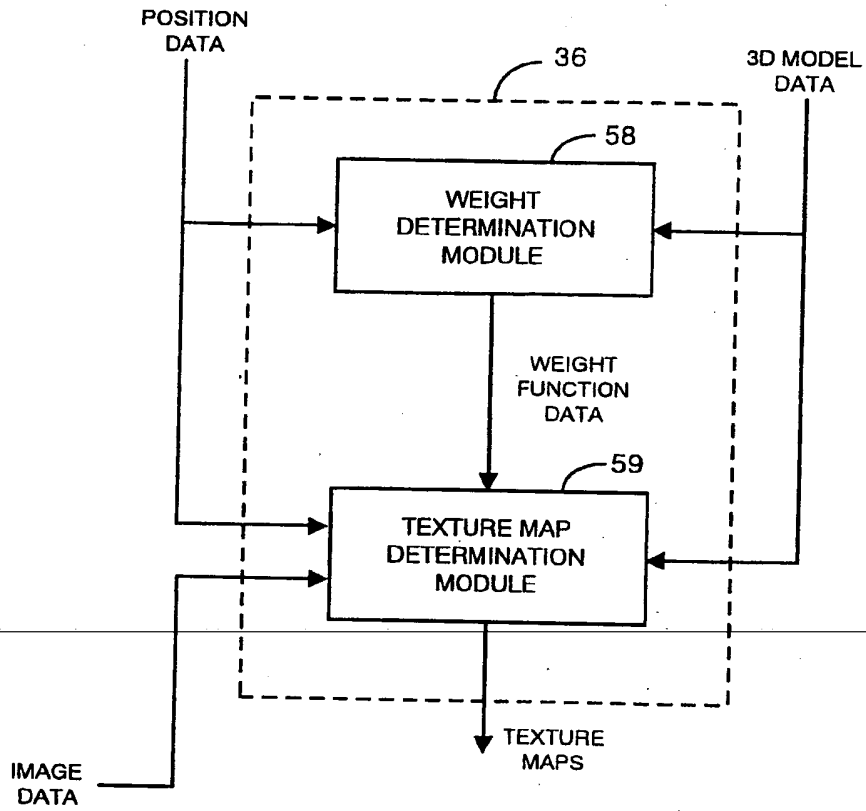 POSITION
DATA
36
3D MODEL
DATA
58
WEIGHT
DETERMINATION
MODULE
WEIGHT
FUNCTION
DATA
59
TEXTURE MAP
DETERMINATION
MODULE
TEXTURE
MAPS
IMAGE
DATA